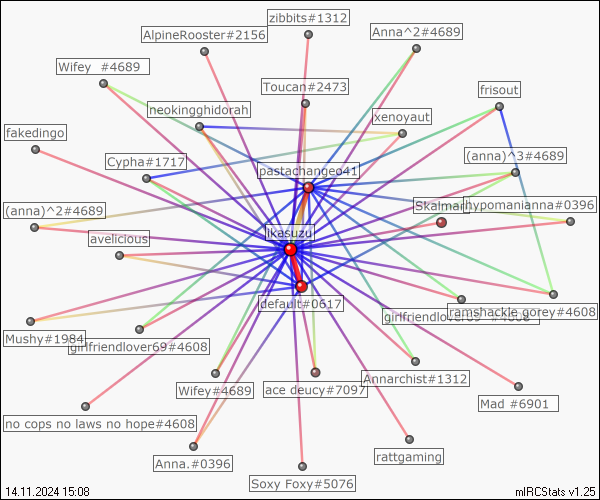 zibbits#1312
AlpineRooster#2156
Anna^2#4689
Wifey  #4689
Toucan#2473
frisout
neokingghidorah
xenoyaut
fakedingo
Cypha#1717
(anna)^3#4689
pastachangeo41
(anna)^2#4689
Skalman
hypomanianna#0396
ikasuzu
avelicious
default#0617
Mushy#1984
girlfriendlover69#4608
ramshackle gorey#4608
Annarchist#1312
Wifey#4689
ace deucy#7097
Mad #6901
no cops no laws no hope#4608
Anna.#0396
rattgaming
Soxy Foxy#5076
14.11.2024 15:08
mIRCStats v1.25